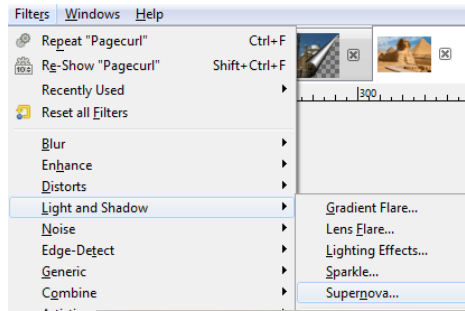 Filters Windows Help
Repeat "Pagecurl" Ctrl+F
Re-Show "Pagecurl" Shift+Ctrl+F
Recently Used
Reset all Filters
300
Blur
Enhance
Distorts
Light and Shadow
Gradient Flare...
Noise
Lens Flare...
Edge-Detect
Lighting Effects...
Generic
Sparkle...
Combine
Supernova...